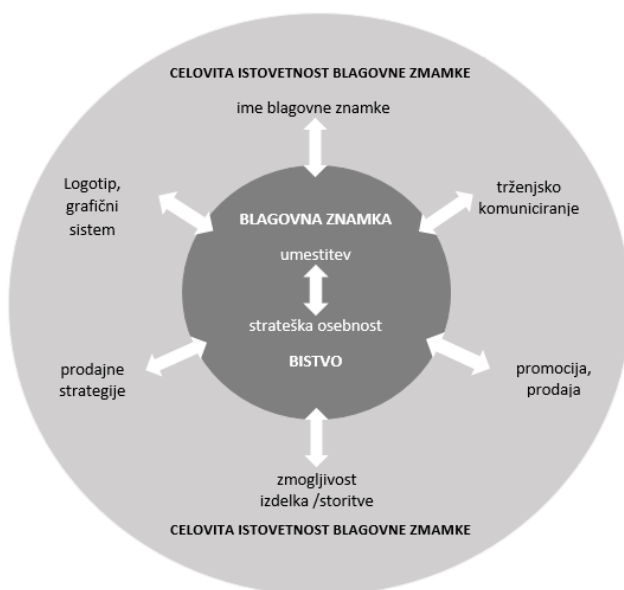 CELOVITA ISTOVETNOST BLAGOVNE ZMAMKE
ime blagovne znamke
Logotip,
grafični
sistem
trženjsko
komuniciranje
BLAGOVNA ZNAMKA
umestitev
strateška osebnost
BISTVO
prodajne
strategije
promocija,
prodaja
zmogljivost
izdelka /storitve
CELOVITA ISTOVETNOST BLAGOVNE ZMAMKE